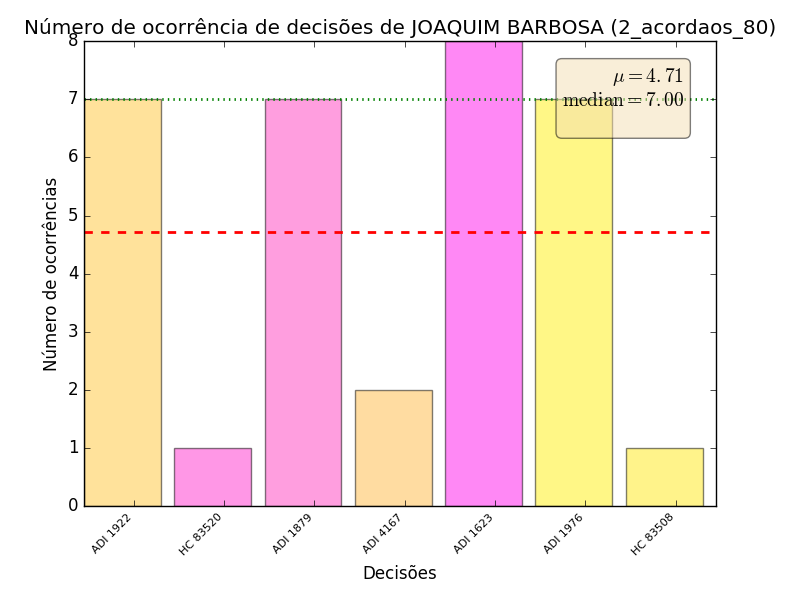 Número de ocorrência de decisões de JOAQUIM BARBOSA (2_acordaos_80)
8
7
6
5
4
3
2
1
0
μ = 4.71
median = 7.00
Número de ocorrências
ADI 1922
HC 83520
ADI 1879
ADI 4167
ADI 1623
ADI 1976
HC 83508
Decisões